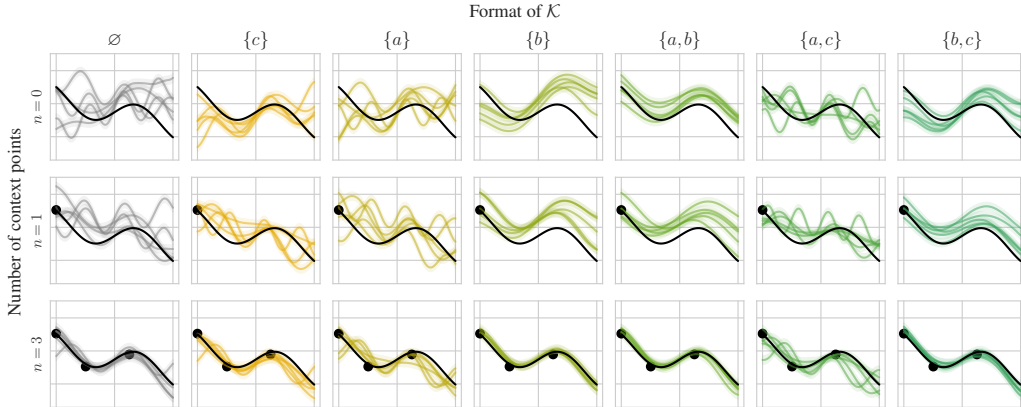 Format of 𝒦
∅ {c} {a} {b} {a, b} {a, c} {b, c}
Number of context points
n = 0
n = 1
n = 3